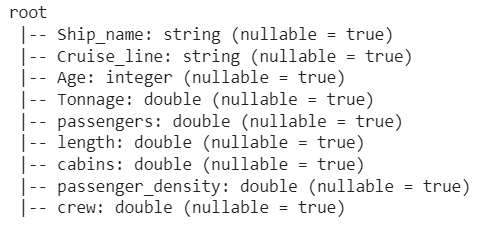 root
 |-- Ship_name: string (nullable = true)
 |-- Cruise_line: string (nullable = true)
 |-- Age: integer (nullable = true)
 |-- Tonnage: double (nullable = true)
 |-- passengers: double (nullable = true)
 |-- length: double (nullable = true)
 |-- cabins: double (nullable = true)
 |-- passenger_density: double (nullable = true)
 |-- crew: double (nullable = true)